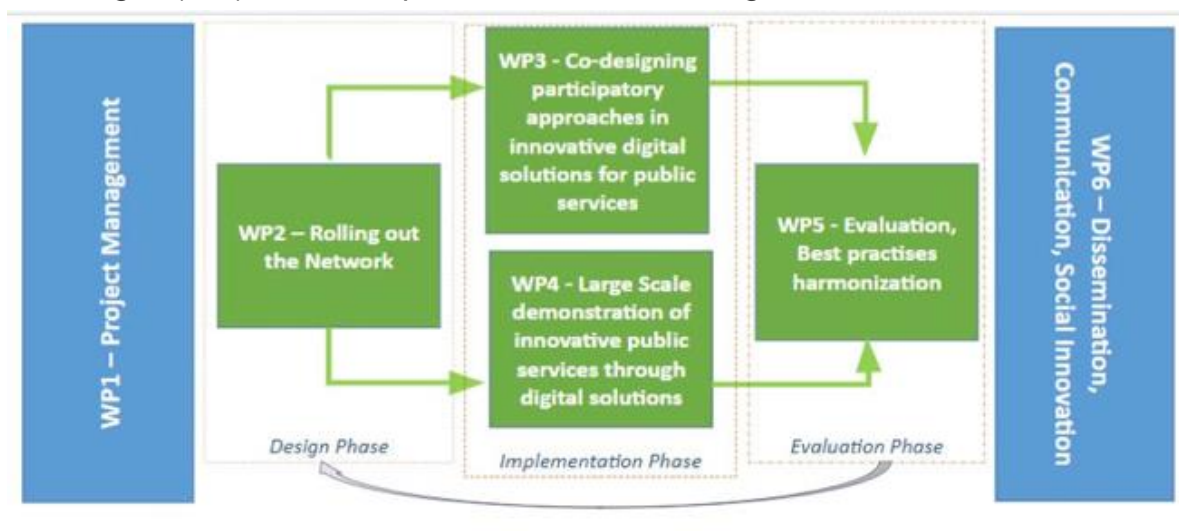 WP1 – Project Management
WP2 – Rolling out
the Network
Design Phase
WP3 - Co-designing
participatory
approaches in
innovative digital
solutions for public
services
WP4 - Large Scale
demonstration of
innovative public
services through
digital solutions
Implementation Phase
WP5 - Evaluation,
Best practises
harmonization
Evaluation Phase
WP6 – Dissemination,
Communication, Social Innovation